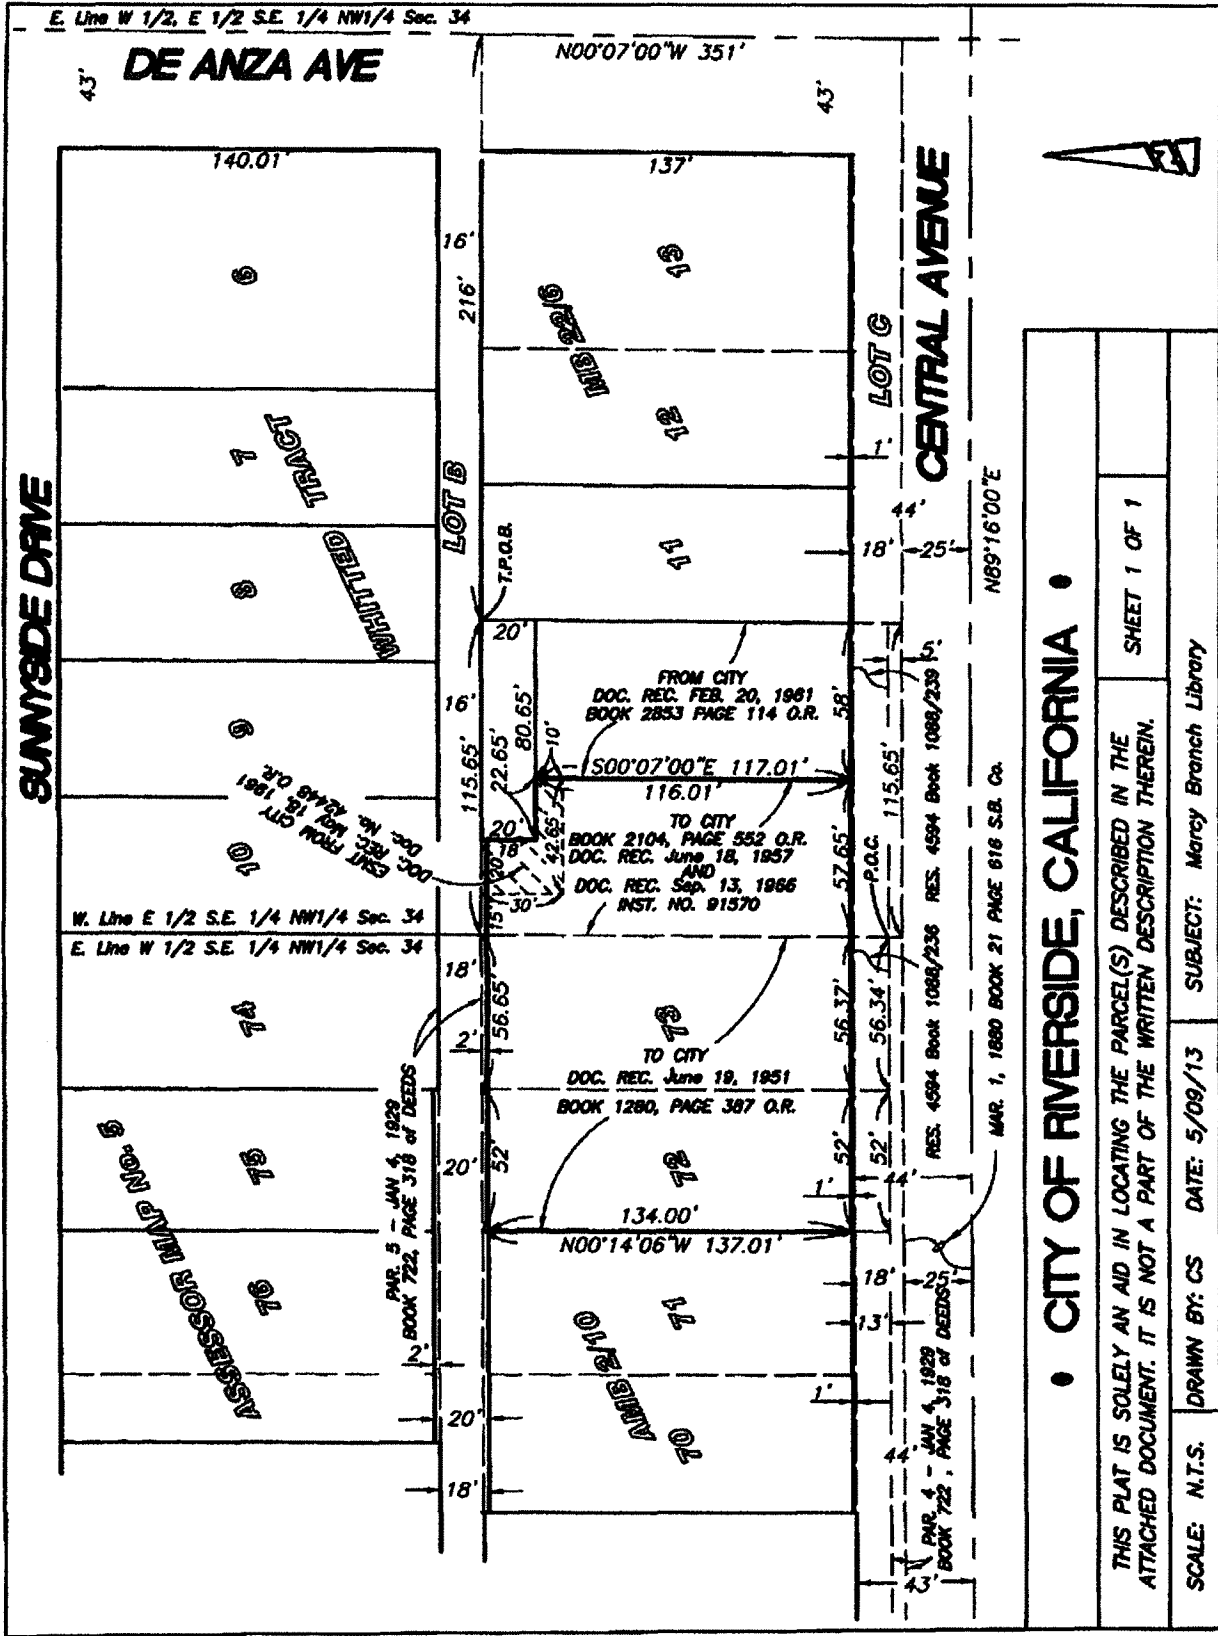 E. Line W 1/2, E 1/2 S.E. 1/4 NW1/4 Sec. 34
DE ANZA AVE
43'
N00°07'00"W 351'
43'
140.01'
137'
16'
216'
6
13
MB 22/6
7
TRACT
WHITTED
8
12
LOT B
LOT C
CENTRAL AVENUE
1'
44'
11
18'
25'
N89°16'00"E
SUNNYSIDE DRIVE
T.P.O.B.
20'
FROM CITY
DOC. REC. FEB. 20, 1961
BOOK 2853 PAGE 114 O.R.
58'
5'
16'
80.65'
9
115.65'
22.65'
10'
S00°07'00"E 117.01'
116.01'
115.65'
ESMT FROM CITY
DOC. REC. MAY 18, 1961
Doc. No. 42446 O.R.
10
20'
18'
42.65'
20'
TO CITY
BOOK 2104, PAGE 552 O.R.
DOC. REC. June 18, 1957
AND
DOC. REC. Sep. 13, 1966
INST. NO. 91570
57.65'
P.O.C.
30'
15'
W. Line E 1/2 S.E. 1/4 NW1/4 Sec. 34
E. Line W 1/2 S.E. 1/4 NW1/4 Sec. 34
RES. 4594 Book 1088/236
RES. 4594 Book 1088/239
MAR. 1, 1880 BOOK 21 PAGE 616 S.B. Co.
18'
56.65'
2'
74
73
56.37'
56.34'
TO CITY
DOC. REC. June 19, 1951
BOOK 1280, PAGE 387 O.R.
PAR. 5 - JAN 4, 1929
BOOK 722, PAGE 318 of DEEDS
ASSESSOR MAP NO. 5
75
20'
52'
72
52'
52'
1'
44'
134.00'
N00°14'06"W 137.01'
76
2'
18'
25'
13'
71
AMB 2/10
70
1'
20'
18'
44'
PAR. 4 - JAN 4, 1929
BOOK 722, PAGE 318 of DEEDS
43'
• CITY OF RIVERSIDE, CALIFORNIA •
THIS PLAT IS SOLELY AN AID IN LOCATING THE PARCEL(S) DESCRIBED IN THE
ATTACHED DOCUMENT. IT IS NOT A PART OF THE WRITTEN DESCRIPTION THEREIN.
SHEET 1 OF 1
SCALE: N.T.S.
DRAWN BY: CS
DATE: 5/09/13
SUBJECT: Marcy Branch Library